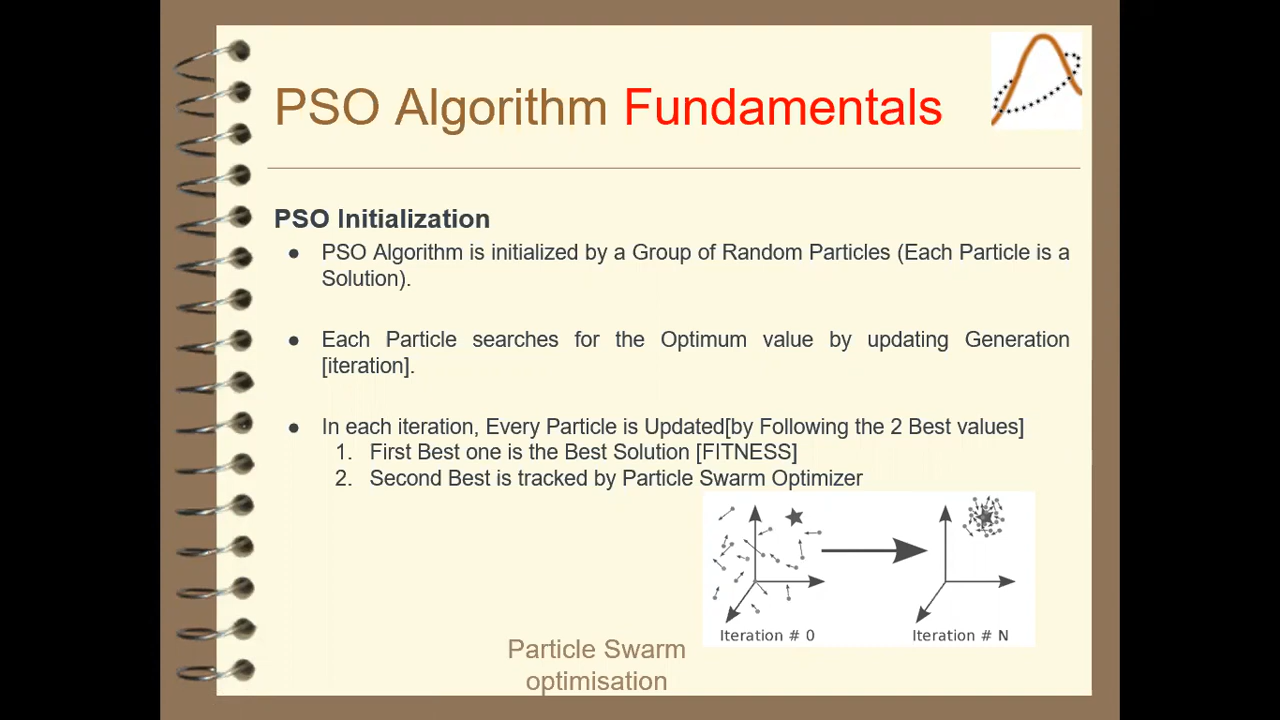 PSO Algorithm Fundamentals
PSO Initialization
● PSO Algorithm is initialized by a Group of Random Particles (Each Particle is a
Solution).
● Each Particle searches for the Optimum value by updating Generation
[iteration].
● In each iteration, Every Particle is Updated[by Following the 2 Best values]
1. First Best one is the Best Solution [FITNESS]
2. Second Best is tracked by Particle Swarm Optimizer
Iteration # 0
Iteration # N
Particle Swarm
optimisation